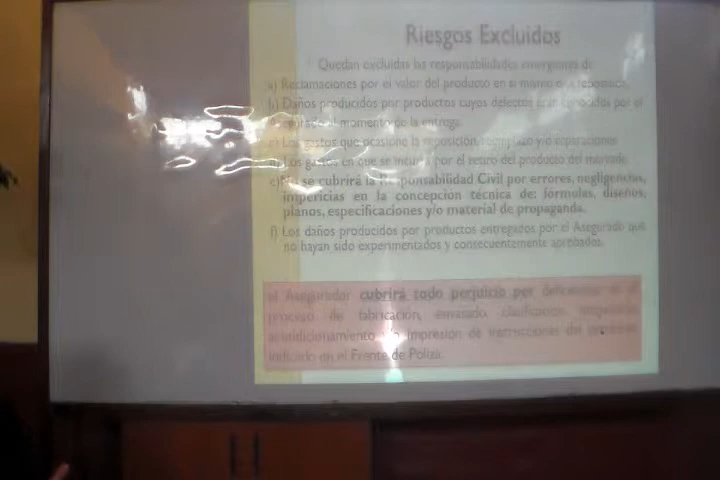 Riesgos Excluidos
Quedan excluidas las responsabilidades emergentes de
a) Reclamaciones por el valor del producto en si mismo o su
b) Daños producidos por productos cuyos defectos eran conocidos por el
al momento de la entrega
c) Los gastos que ocasione la reposición, y/o reparaciones
Los gastos en que se incurra por el retiro del producto del mercado
e) No se cubrirá la Responsabilidad Civil por errores, negligencias,
impericias en la concepción técnica de: fórmulas, diseños,
planos, especificaciones y/o material de propaganda.
f) Los daños producidos por productos entregados por el Asegurado que
no hayan sido experimentados y consecuentemente aprobados.
el Asegurador cubrirá todo perjuicio por deficiencias en el
proceso de fabricación, envasado,
acondicionamiento impresión de instrucciones del
indicado en el Frente de Poliza.